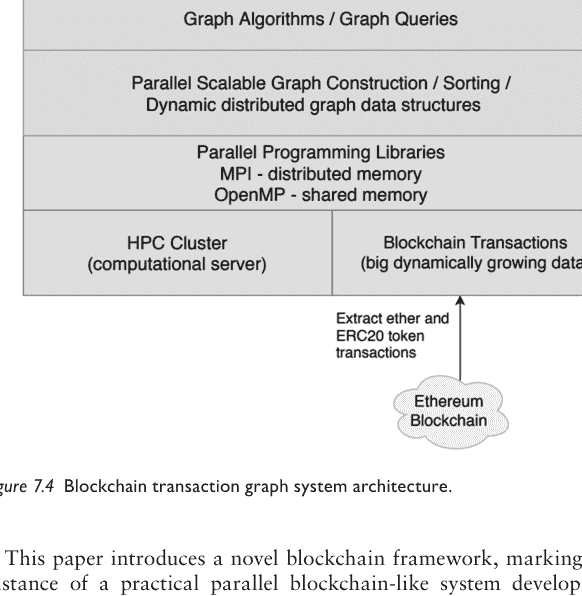 Graph Algorithms / Graph Queries
Parallel Scalable Graph Construction / Sorting /
Dynamic distributed graph data structures
Parallel Programming Libraries
MPI - distributed memory
OpenMP - shared memory
HPC Cluster
(computational server)
Blockchain Transactions
(big dynamically growing data
Extract ether and
ERC20 token
transactions
Ethereum
Blockchain
gure 7.4 Blockchain transaction graph system architecture.
This paper introduces a novel blockchain framework, marking
stance of a practical parallel blockchain-like system develop